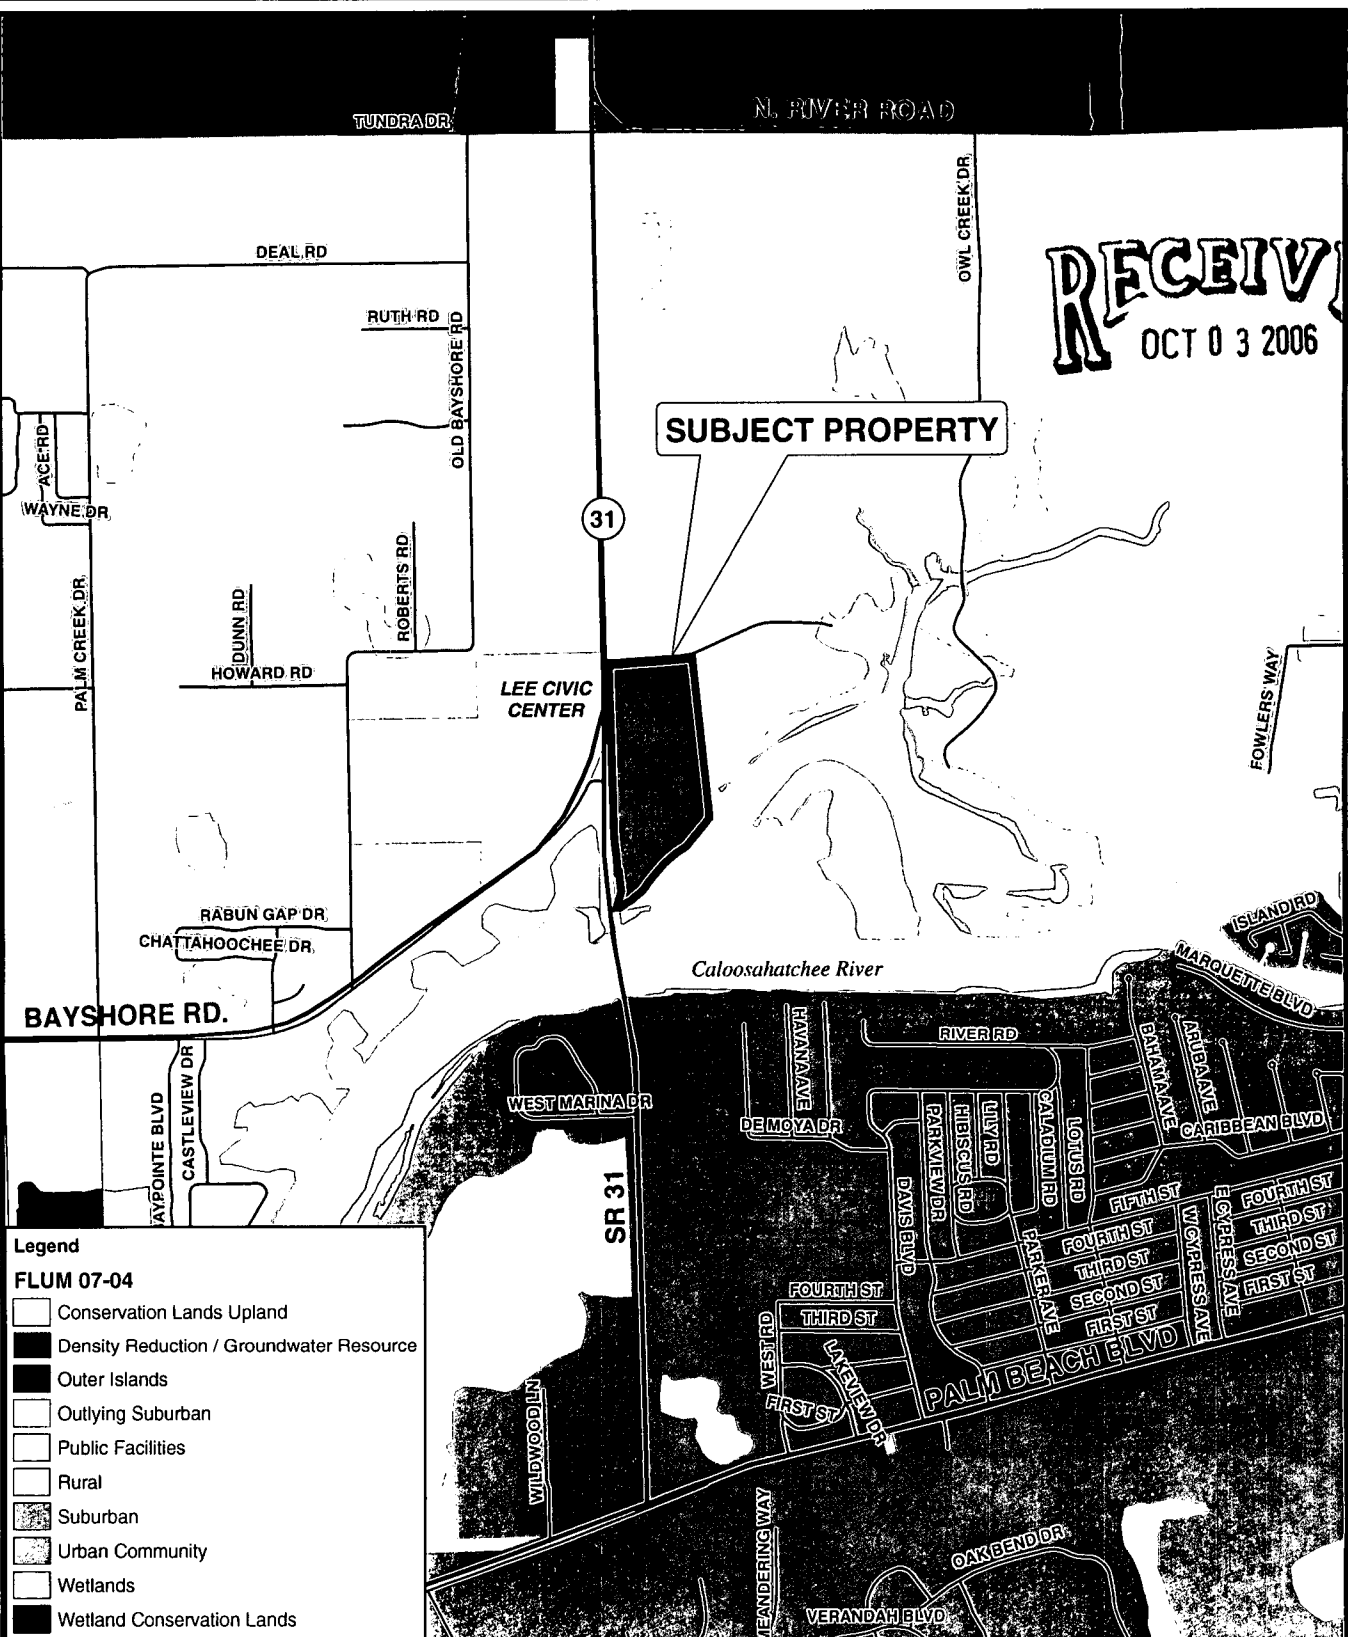 TUNDRA DR
N. RIVER ROAD
OWL CREEK DR
DEAL RD
RECEIV
OCT 03 2006
RUTH RD
OLD BAYSHORE RD
SUBJECT PROPERTY
ACE RD
WAYNE DR
31
ROBERTS RD
DUNN RD
PALM CREEK DR
HOWARD RD
LEE CIVIC
CENTER
FOWLERS WAY
RABUN GAP DR
CHATTAHOOCHEE DR
ISLAND RD
MARQUETTE BLVD
Caloosahatchee River
BAYSHORE RD.
HAVANA AVE
RIVER RD
BAHAMA AVE
ARUBA AVE
CASTLEVIEW DR
AYPOINTE BLVD
WEST MARINA DR
DE MOYA DR
PARKVIEW DR
HIBISCUS RD
LILY RD
CALADIUM RD
LOTUS RD
CARIBBEAN BLVD
SR 31
DAVIS BLVD
FIFTH ST
FOURTH ST
THIRD ST
SECOND ST
FIRST ST
W CYPRESS AVE
E CYPRESS AVE
FOURTH ST
THIRD ST
SECOND ST
FIRST ST
PARKER AVE
FOURTH ST
THIRD ST
WEST RD
LAKEVIEW DR
FIRST ST
PALM BEACH BLVD
WILDWOOD LN
EANDERING WAY
OAK BEND DR
VERANDAH BLVD
Legend
FLUM 07-04
Conservation Lands Upland
Density Reduction / Groundwater Resource
Outer Islands
Outlying Suburban
Public Facilities
Rural
Suburban
Urban Community
Wetlands
Wetland Conservation Lands